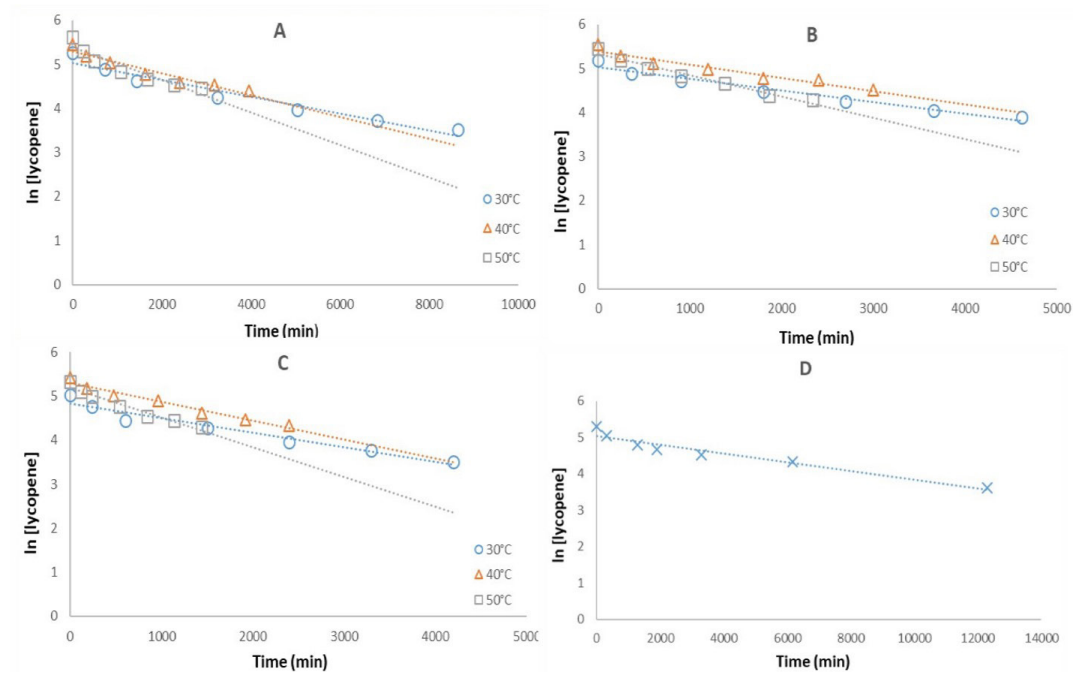 A
6
5
4
3
2
1
0
ln [lycopene]
0 2000 4000 6000 8000 10000
Time (min)
30°C
40°C
50°C
B
6
5
4
3
2
1
0
ln [lycopene]
0 1000 2000 3000 4000 5000
Time (min)
30°C
40°C
50°C
C
6
5
4
3
2
1
0
ln [lycopene]
0 1000 2000 3000 4000 5000
Time (min)
30°C
40°C
50°C
D
6
5
4
3
2
1
0
ln [lycopene]
0 2000 4000 6000 8000 10000 12000 14000
Time (min)